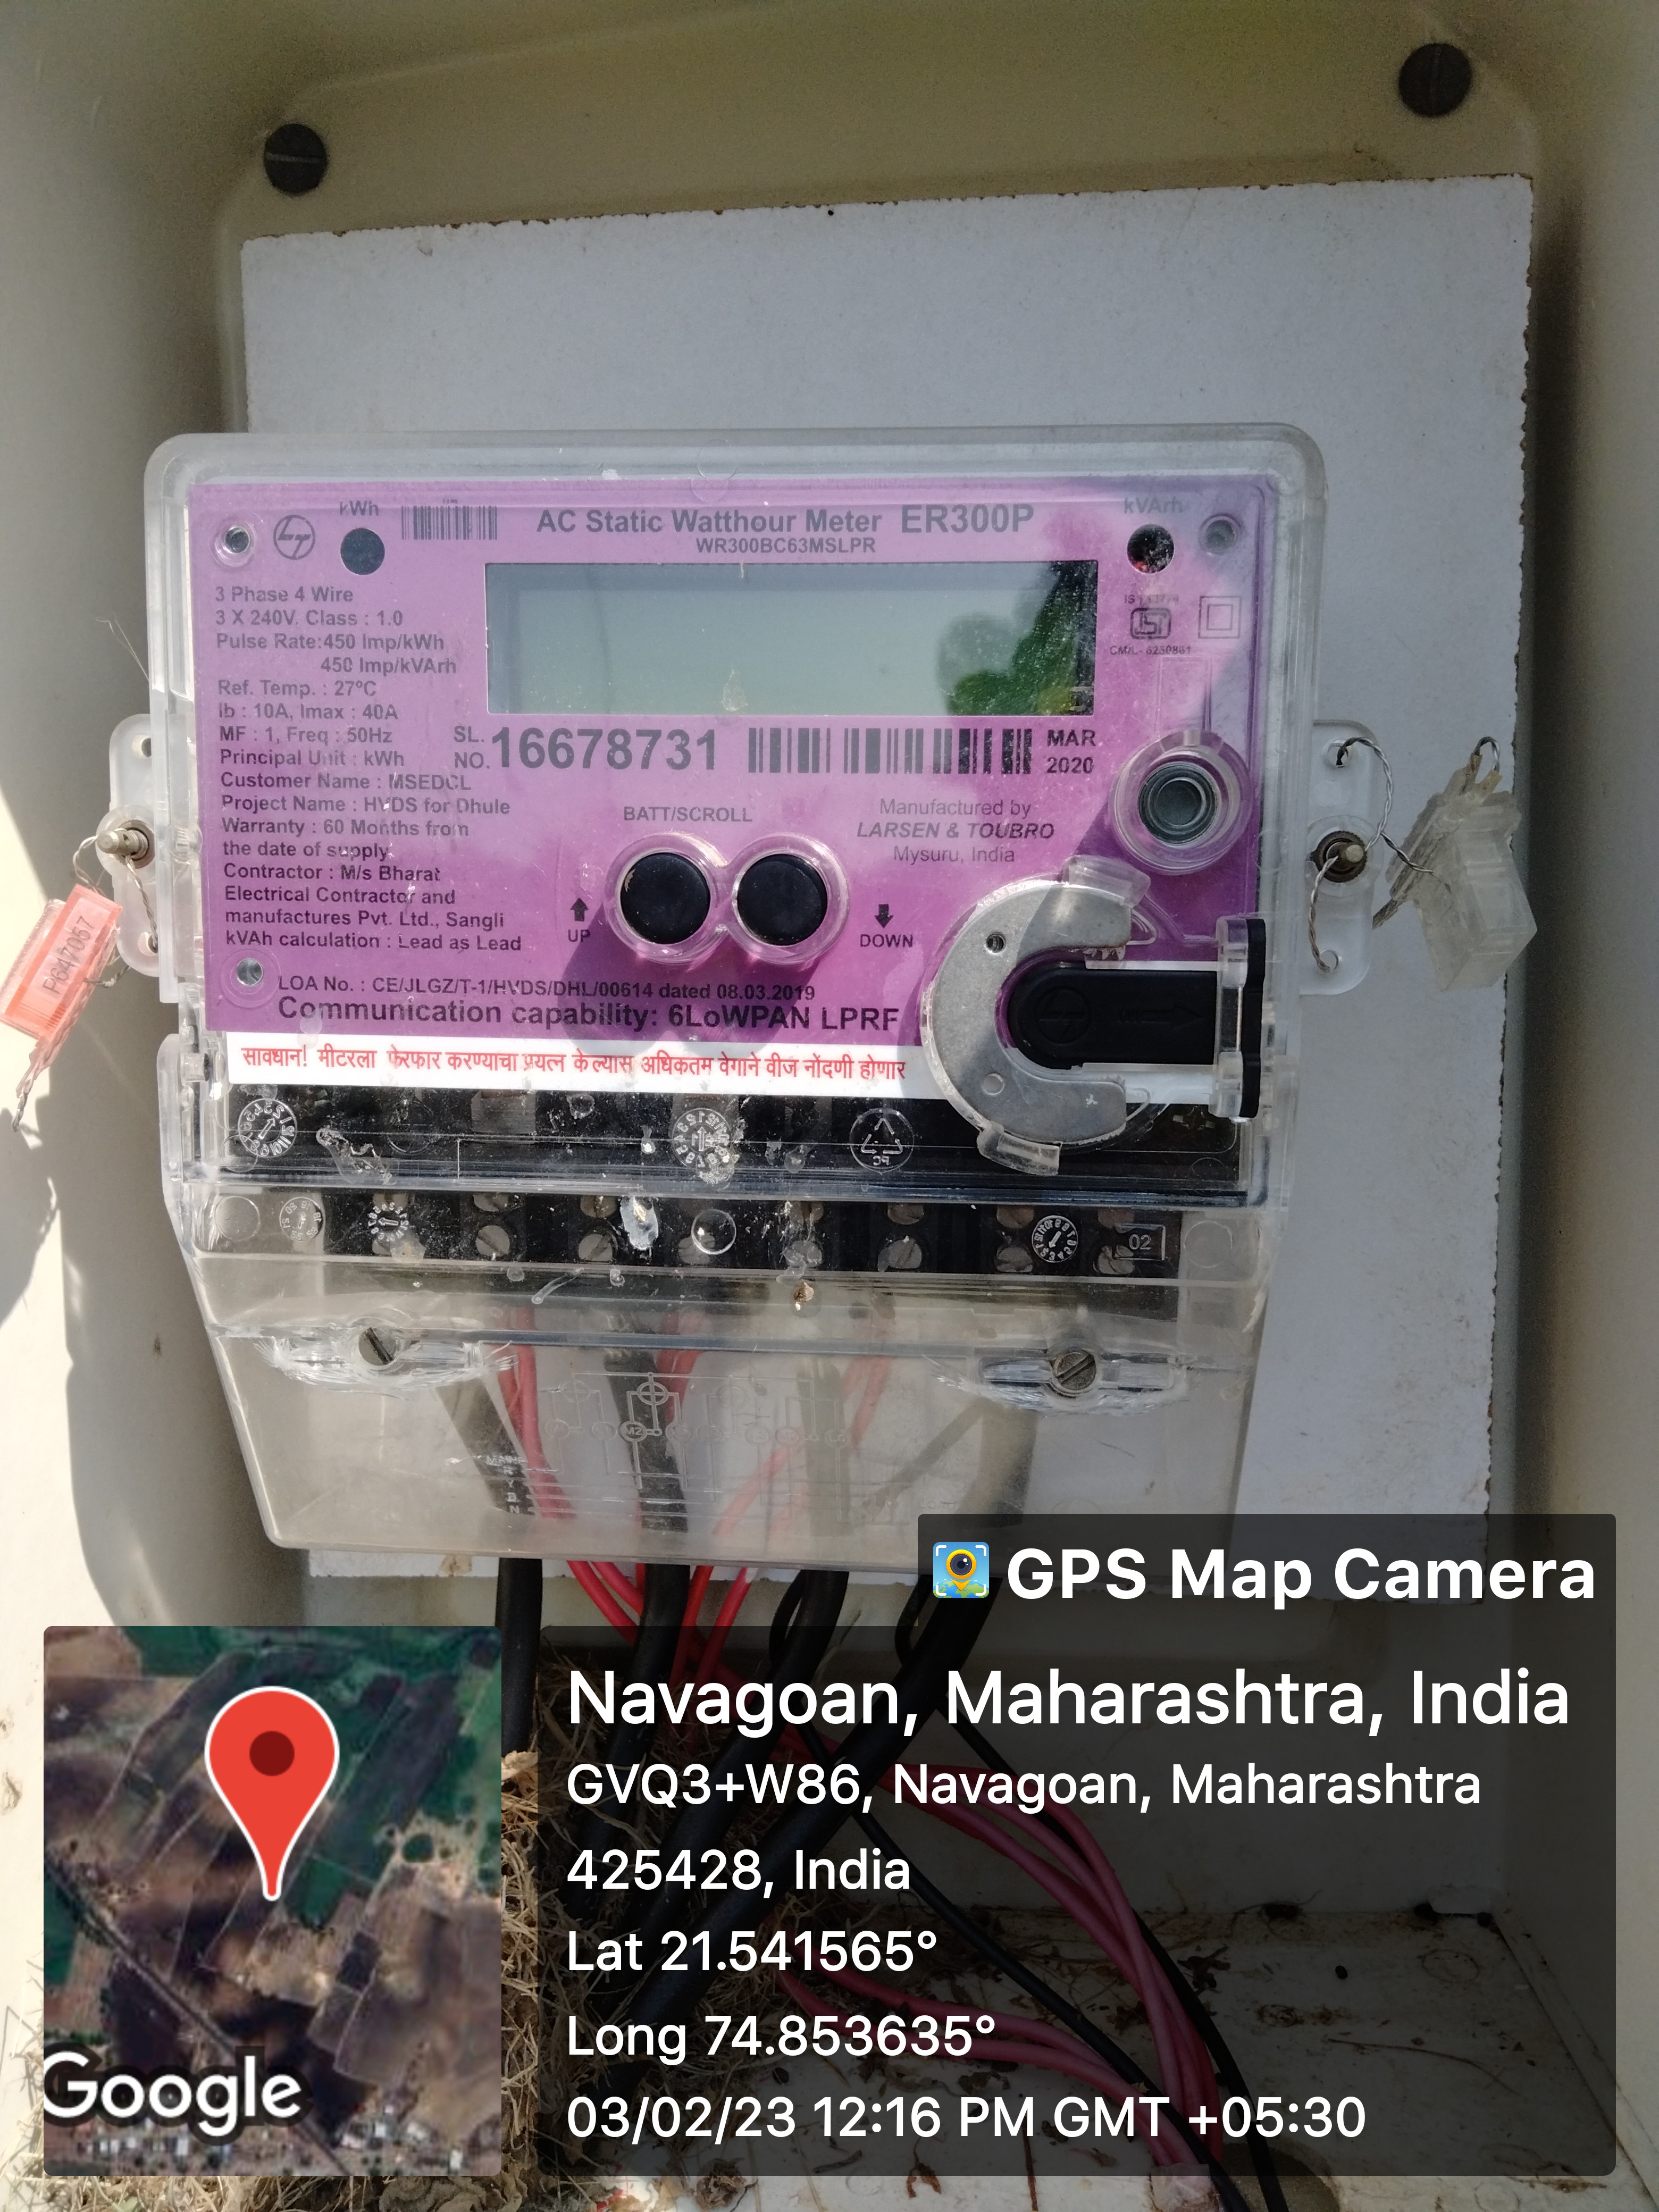 kWh
AC Static Watthour Meter ER300P
kVArh
WR300BC63MSLPR
3 Phase 4 Wire
3 X 240V. Class : 1.0
Pulse Rate:450 Imp/kWh
450 Imp/kVArh
Ref. Temp. : 27°C
Ib : 10A, Imax : 40A
MF : 1, Freq : 50Hz
Principal Unit : kWh
Customer Name : MSEDCL
Project Name : HVDS for Dhule
Warranty : 60 Months from
the date of supply
Contractor : M/s Bharat
Electrical Contractor and
manufactures Pvt. Ltd., Sangli
kVAh calculation : Lead as Lead
SL. NO. 16678731
MAR
2020
BATT/SCROLL
UP
DOWN
Manufactured by
LARSEN & TOUBRO
Mysuru, India
LOA No. : CE/JLGZ/T-1/HVDS/DHL/00614 dated 08.03.2019
Communication capability: 6LoWPAN LPRF
सावधान! मीटरला फेरफार करण्याचा प्रयत्न केल्यास अधिकतम वेगाने वीज नोंदणी होणार
02
GPS Map Camera
Navagoan, Maharashtra, India
GVQ3+W86, Navagoan, Maharashtra
425428, India
Lat 21.541565°
Long 74.853635°
03/02/23 12:16 PM GMT +05:30
Google